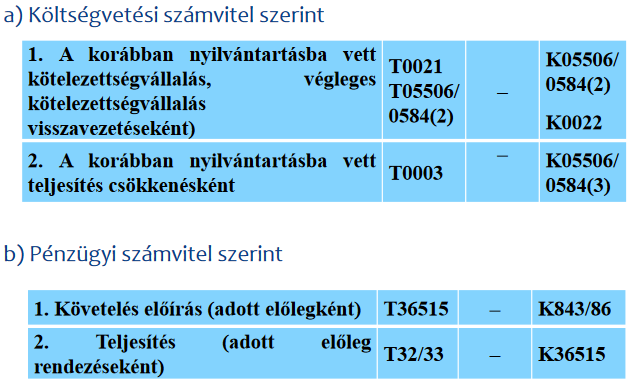 a) Költségvetési számvitel szerint
1. A korábban nyilvántartásba vett
kötelezettségvállalás, végleges
kötelezettségvállalás
visszavezetéseként)
T0021
T05506/
0584(2)
–
K05506/
0584(2)
K0022
2. A korábban nyilvántartásba vett
teljesítés csökkenésként
T0003
–
K05506/
0584(3)
b) Pénzügyi számvitel szerint
1. Követelés előírás (adott előlegként)
T36515
–
K843/86
2. Teljesítés (adott előleg
rendezéseként)
T32/33
–
K36515